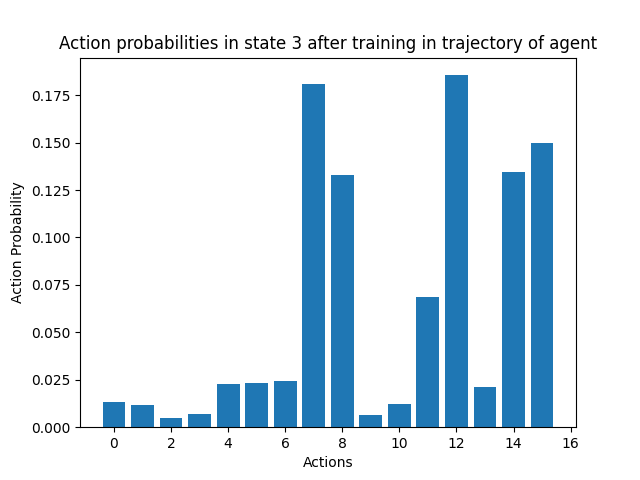 Action probabilities in state 3 after training in trajectory of agent
0.175
0.150
0.125
0.100
0.075
0.050
0.025
0.000
Action Probability
0 2 4 6 8 10 12 14 16
Actions